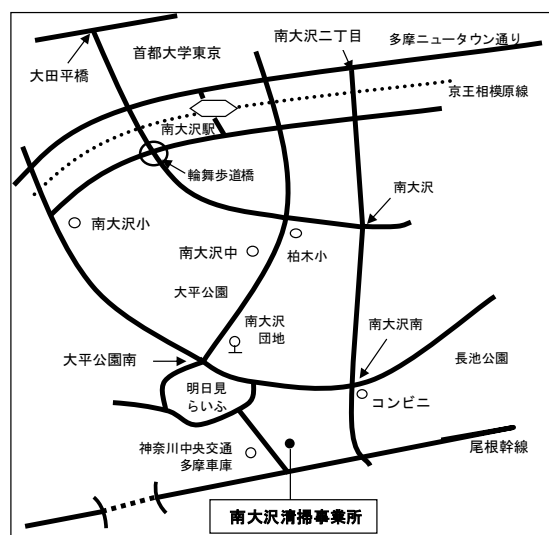 首都大学東京
南大沢二丁目
多摩ニュータウン通り
大田平橋
京王相模原線
南大沢駅
輪舞歩道橋
南大沢
南大沢小
南大沢中
柏木小
大平公園
南大沢
団地
南大沢南
大平公園南
長池公園
明日見
らいふ
コンビニ
神奈川中央交通
多摩車庫
尾根幹線
南大沢清掃事業所